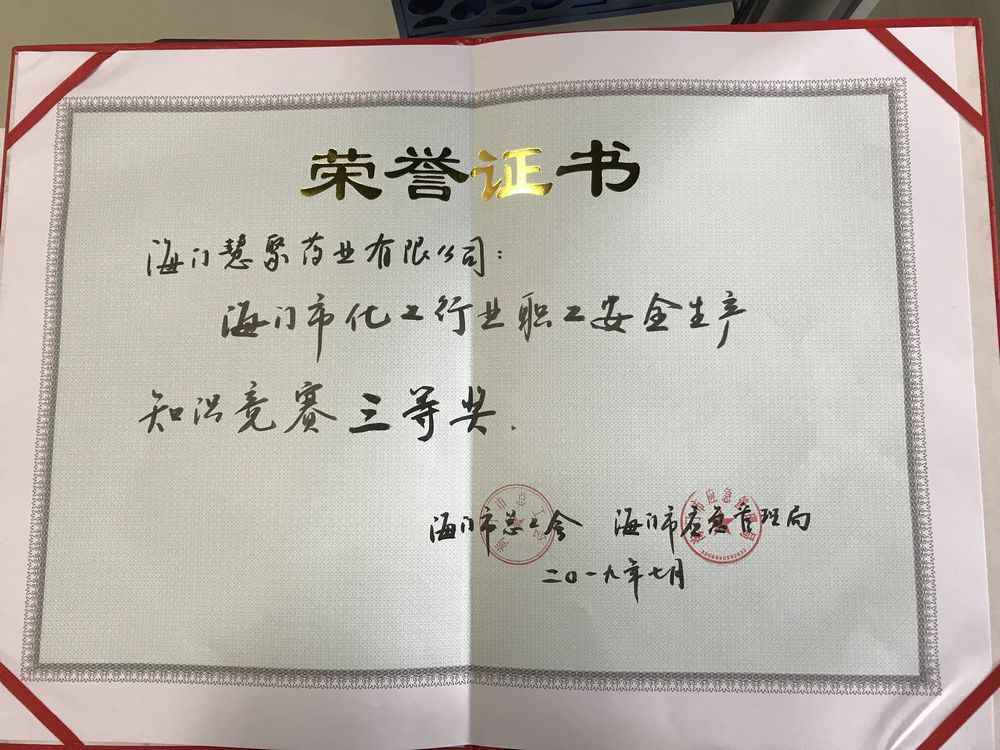 荣誉证书
海门慧聚药业有限公司：
海门市化工行业职工安全生产
知识竞赛三等奖．
海门市总工会 海门市应急管理局
二〇一九年七月